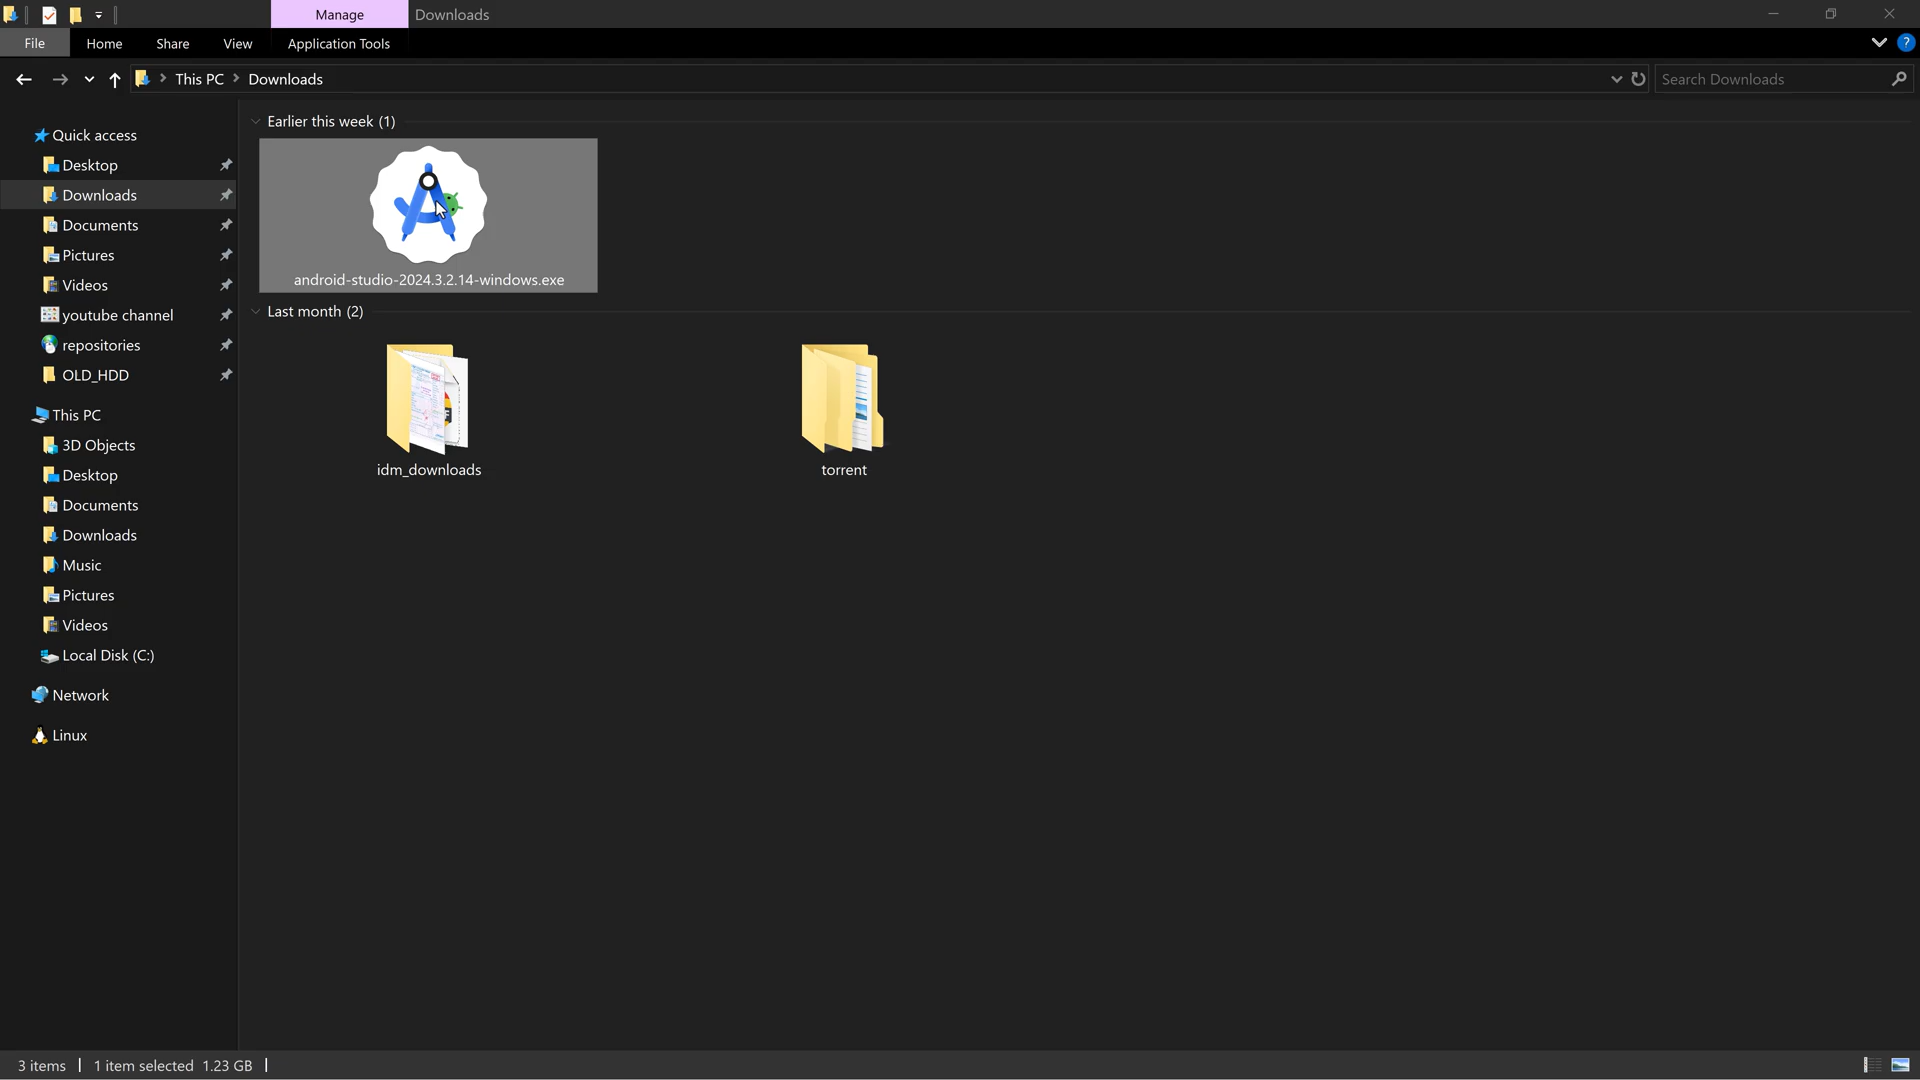 Manage
Downloads
File
Home
Share
View
Application Tools
?
This PC
Downloads
Search Downloads
Quick access
Desktop
Downloads
Documents
Pictures
Videos
youtube channel
repositories
OLD_HDD
This PC
3D Objects
Desktop
Documents
Downloads
Music
Pictures
Videos
Local Disk (C:)
Network
Linux
Earlier this week (1)
android-studio-2024.3.2.14-windows.exe
Last month (2)
idm_downloads
torrent
3 items
1 item selected 1.23 GB